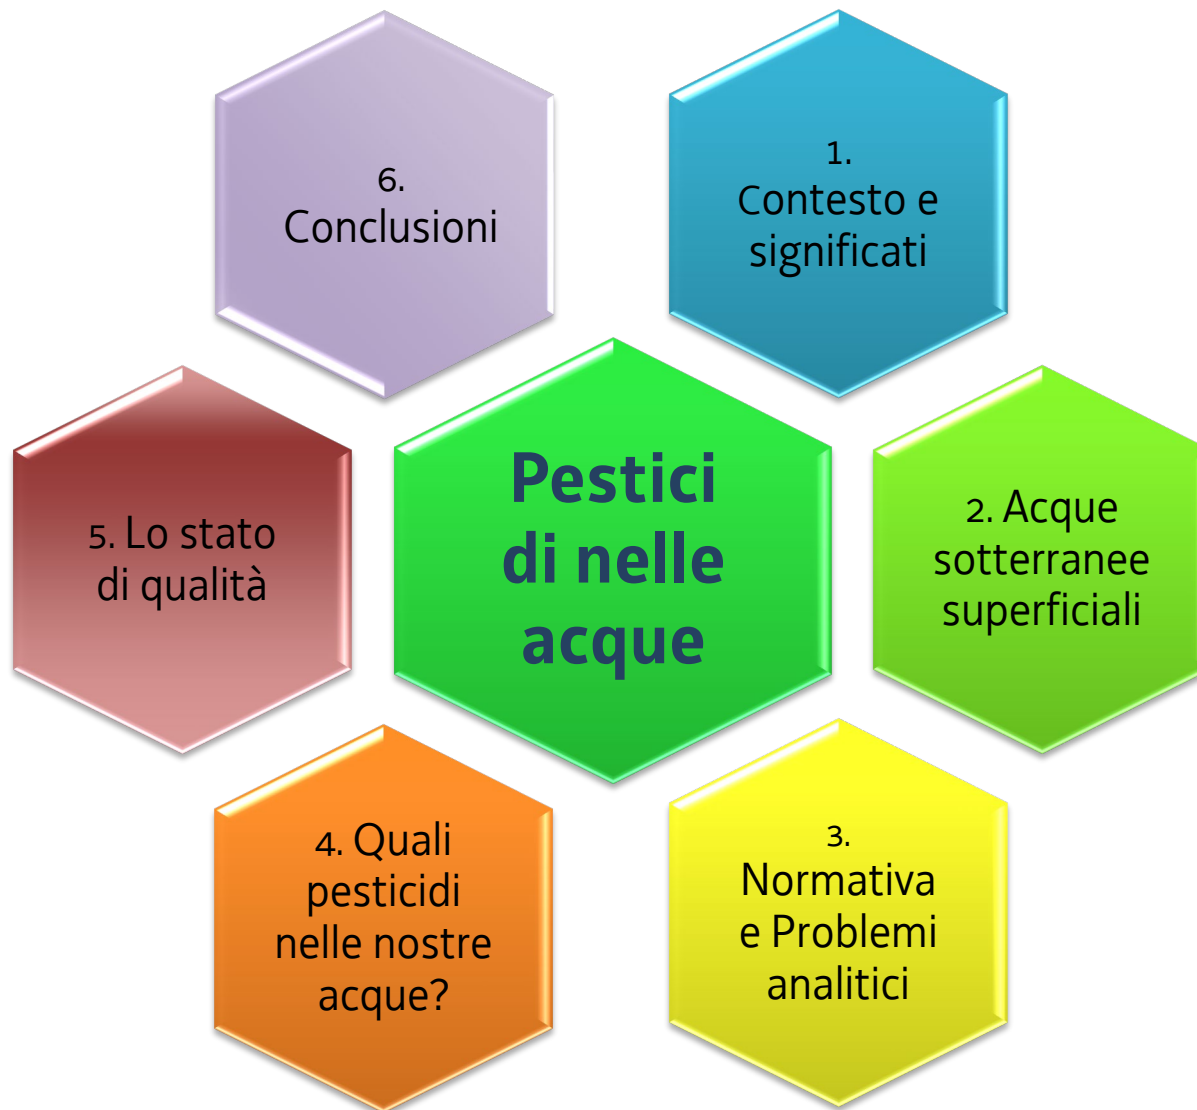 Pestici
di nelle
acque
1.
Contesto e
significati
2. Acque
sotterranee
superficiali
3.
Normativa
e Problemi
analitici
4. Quali
pesticidi
nelle nostre
acque?
5. Lo stato
di qualità
6.
Conclusioni